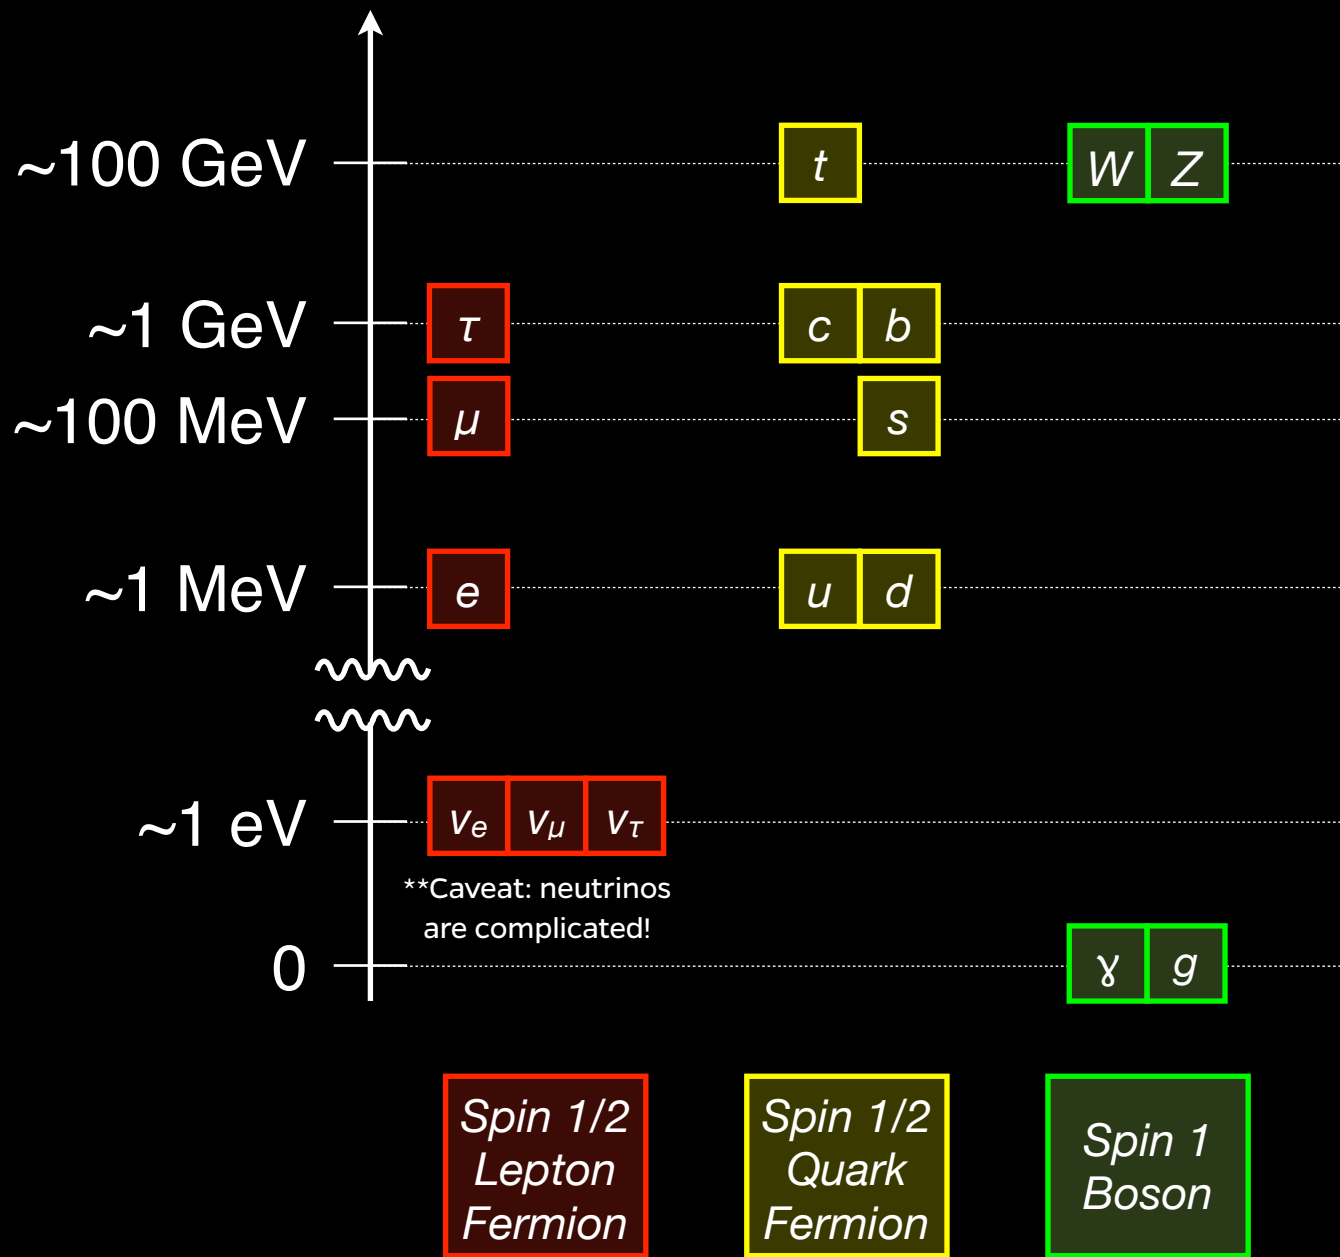 ~100 GeV
t
W Z
~1 GeV
τ
c b
~100 MeV
μ
s
~1 MeV
e
u d
~1 eV
νe νμ ντ
**Caveat: neutrinos
are complicated!
0
γ g
Spin 1/2
Lepton
Fermion
Spin 1/2
Quark
Fermion
Spin 1
Boson